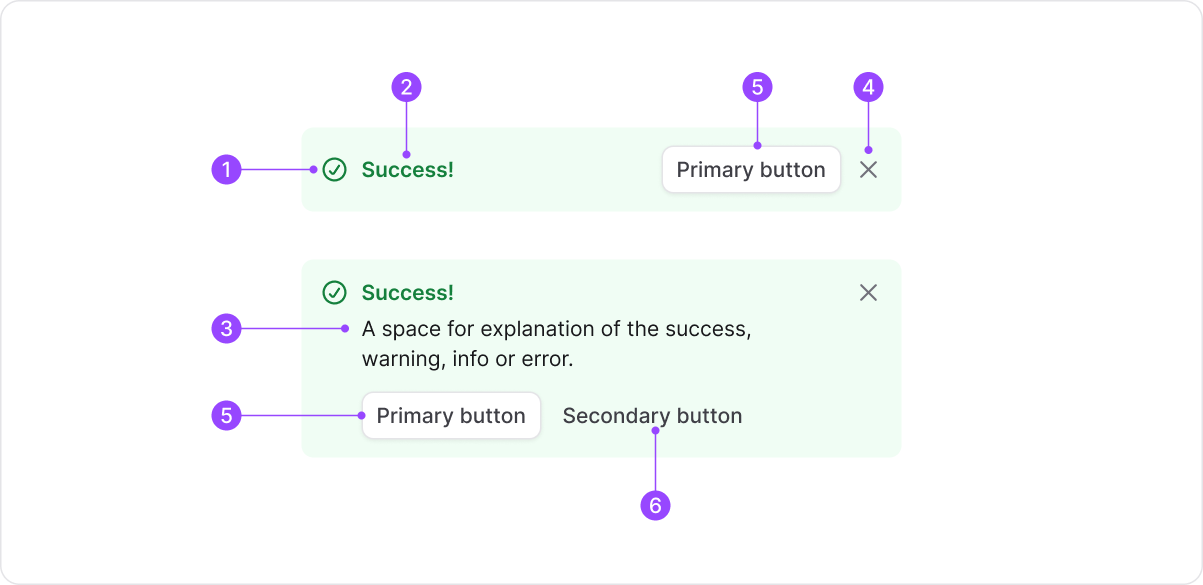 2
5
4
1
Success!
Primary button
Success!
3
A space for explanation of the success,
warning, info or error.
5
Primary button
Secondary button
6